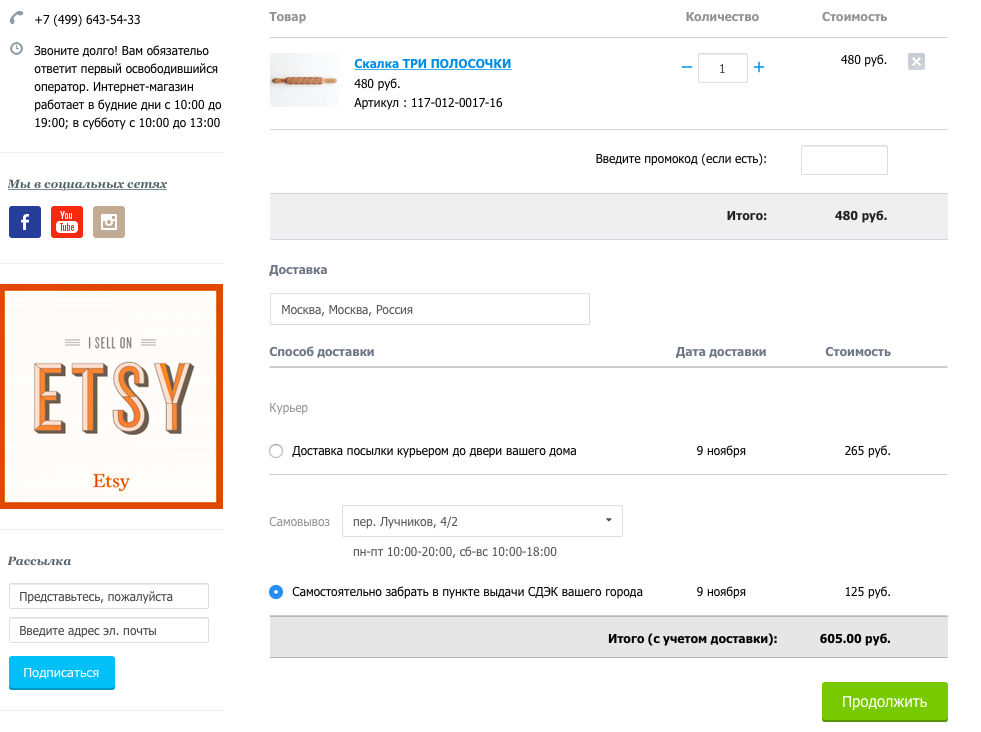 +7 (499) 643-54-33
Звоните долго! Вам обязательо
ответит первый освободившийся
оператор. Интернет-магазин
работает в будние дни с 10:00 до
19:00; в субботу с 10:00 до 13:00
Мы в социальных сетях
f
You
Tube
I SELL ON
ETSY
Etsy
Рассылка
Представьтесь, пожалуйста
Введите адрес эл. почты
Подписаться
Товар Количество Стоимость
Скалка ТРИ ПОЛОСОЧКИ
480 руб.
Артикул : 117-012-0017-16
− 1 + 480 руб. ×
Введите промокод (если есть):
Итого: 480 руб.
Доставка
Москва, Москва, Россия
Способ доставки Дата доставки Стоимость
Курьер
Доставка посылки курьером до двери вашего дома 9 ноября 265 руб.
Самовывоз пер. Лучников, 4/2
пн-пт 10:00-20:00, сб-вс 10:00-18:00
Самостоятельно забрать в пункте выдачи СДЭК вашего города 9 ноября 125 руб.
Итого (с учетом доставки): 605.00 руб.
Продолжить